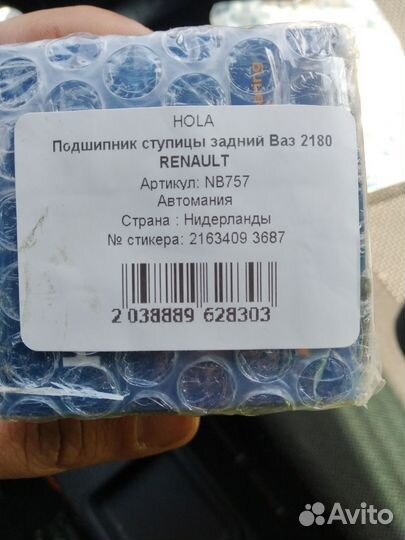 HOLA
Подшипник ступицы задний Ваз 2180
RENAULT
Артикул: NB757
Автомания
Страна : Нидерланды
№ стикера: 2163409 3687
2 038889 628303
Avito